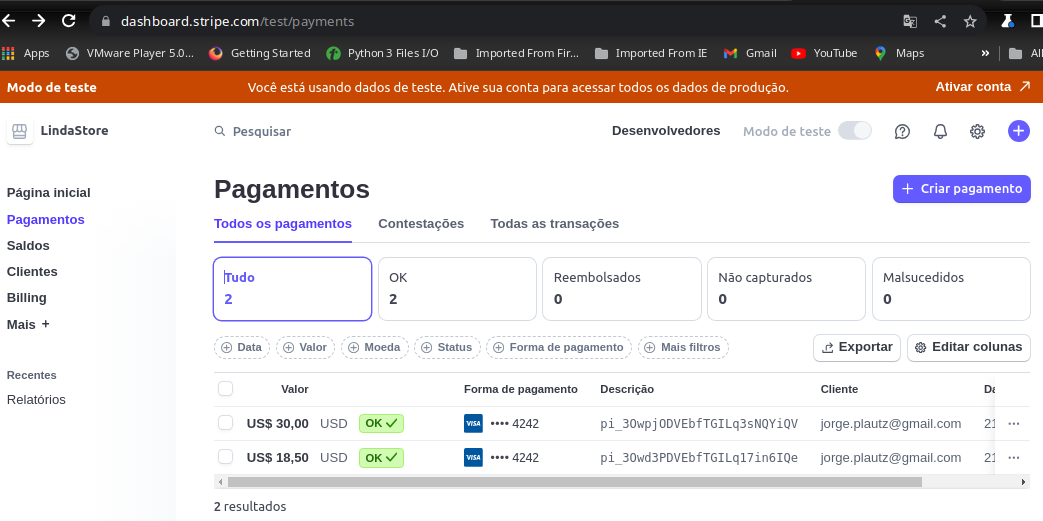 dashboard.stripe.com/test/payments
Apps VMware Player 5.0... Getting Started Python 3 Files I/O Imported From Fir... Imported From IE Gmail YouTube Maps » All
Modo de teste Você está usando dados de teste. Ative sua conta para acessar todos os dados de produção. Ativar conta
LindaStore Pesquisar Desenvolvedores Modo de teste
Página inicial
Pagamentos
Saldos
Clientes
Billing
Mais +
Recentes
Relatórios
Pagamentos
+ Criar pagamento
Todos os pagamentos Contestações Todas as transações
Tudo OK Reembolsados Não capturados Malsucedidos
2 2 0 0 0
Data Valor Moeda Status Forma de pagamento Mais filtros Exportar Editar colunas
Valor Forma de pagamento Descrição Cliente
US$ 30,00 USD OK VISA •••• 4242 pi_3OwpjODVEbfTGILq3sNQYiQV jorge.plautz@gmail.com 21 ...
US$ 18,50 USD OK VISA •••• 4242 pi_3Owd3PDVEbfTGILq17in6IQe jorge.plautz@gmail.com 21 ...
2 resultados